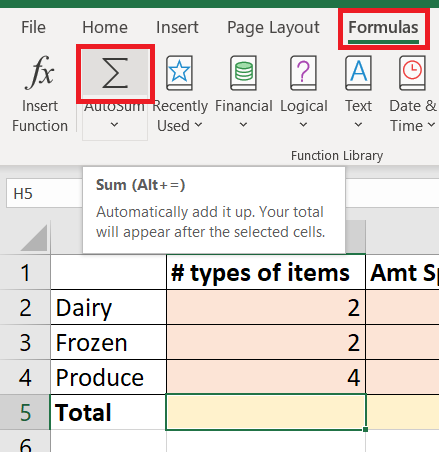 File Home Insert Page Layout Formulas
fx Σ ? A
Insert AutoSum Recently Financial Logical Text Date &
Function Used Time
Function Library
H5
Sum (Alt+=)
Automatically add it up. Your total
will appear after the selected cells.
1 # types of items Amt Sp
2 Dairy 2
3 Frozen 2
4 Produce 4
5 Total
6